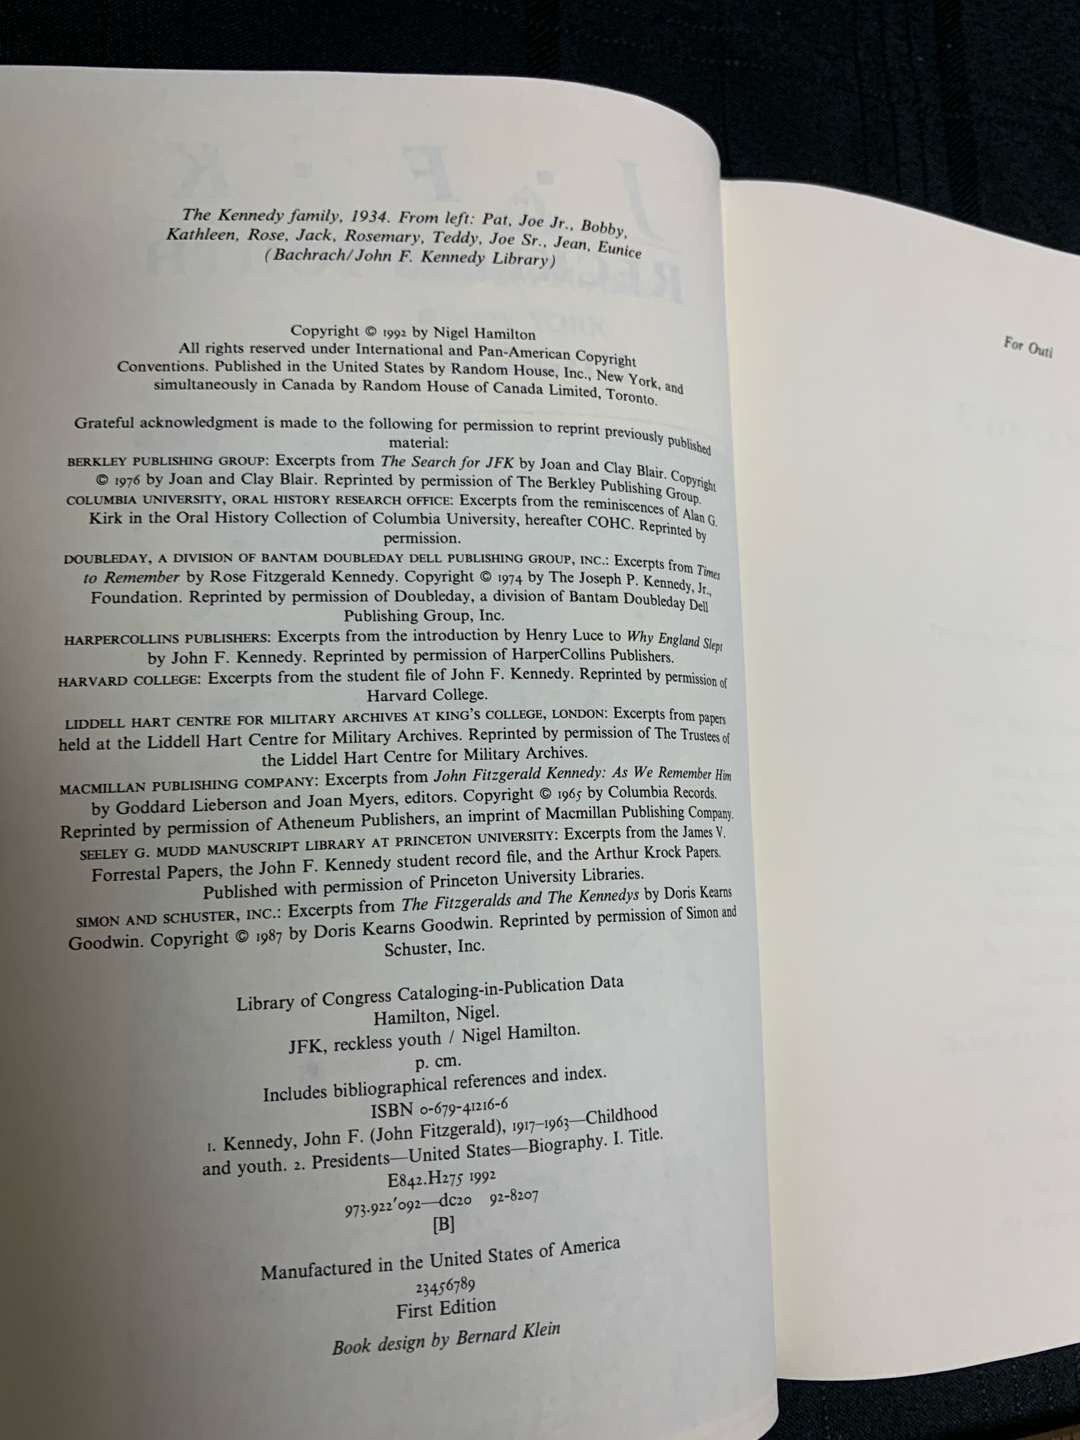 The Kennedy family, 1934. From left: Pat, Joe Jr., Bobby,
Kathleen, Rose, Jack, Rosemary, Teddy, Joe Sr., Jean, Eunice
(Bachrach/John F. Kennedy Library)
Copyright © 1992 by Nigel Hamilton
All rights reserved under International and Pan-American Copyright
Conventions. Published in the United States by Random House, Inc., New York, and
simultaneously in Canada by Random House of Canada Limited, Toronto.
Grateful acknowledgment is made to the following for permission to reprint previously published
material:
BERKLEY PUBLISHING GROUP: Excerpts from The Search for JFK by Joan and Clay Blair. Copyright
© 1976 by Joan and Clay Blair. Reprinted by permission of The Berkley Publishing Group.
COLUMBIA UNIVERSITY, ORAL HISTORY RESEARCH OFFICE: Excerpts from the reminiscences of Alan G.
Kirk in the Oral History Collection of Columbia University, hereafter COHC. Reprinted by
permission.
DOUBLEDAY, A DIVISION OF BANTAM DOUBLEDAY DELL PUBLISHING GROUP, INC.: Excerpts from Times
to Remember by Rose Fitzgerald Kennedy. Copyright © 1974 by The Joseph P. Kennedy, Jr.,
Foundation. Reprinted by permission of Doubleday, a division of Bantam Doubleday Dell
Publishing Group, Inc.
HARPERCOLLINS PUBLISHERS: Excerpts from the introduction by Henry Luce to Why England Slept
by John F. Kennedy. Reprinted by permission of HarperCollins Publishers.
HARVARD COLLEGE: Excerpts from the student file of John F. Kennedy. Reprinted by permission of
Harvard College.
LIDDELL HART CENTRE FOR MILITARY ARCHIVES AT KING'S COLLEGE, LONDON: Excerpts from papers
held at the Liddell Hart Centre for Military Archives. Reprinted by permission of The Trustees of
the Liddel Hart Centre for Military Archives.
MACMILLAN PUBLISHING COMPANY: Excerpts from John Fitzgerald Kennedy: As We Remember Him
by Goddard Lieberson and Joan Myers, editors. Copyright © 1965 by Columbia Records.
Reprinted by permission of Atheneum Publishers, an imprint of Macmillan Publishing Company.
SEELEY G. MUDD MANUSCRIPT LIBRARY AT PRINCETON UNIVERSITY: Excerpts from the James V.
Forrestal Papers, the John F. Kennedy student record file, and the Arthur Krock Papers.
Published with permission of Princeton University Libraries.
SIMON AND SCHUSTER, INC.: Excerpts from The Fitzgeralds and The Kennedys by Doris Kearns
Goodwin. Copyright © 1987 by Doris Kearns Goodwin. Reprinted by permission of Simon and
Schuster, Inc.
Library of Congress Cataloging-in-Publication Data
Hamilton, Nigel.
JFK, reckless youth / Nigel Hamilton.
p. cm.
Includes bibliographical references and index.
ISBN 0-679-41216-6
1. Kennedy, John F. (John Fitzgerald), 1917–1963—Childhood
and youth. 2. Presidents—United States—Biography. I. Title.
E842.H275 1992
973.922'092—dc20 92-8207
[B]
Manufactured in the United States of America
23456789
First Edition
Book design by Bernard Klein
For Outi